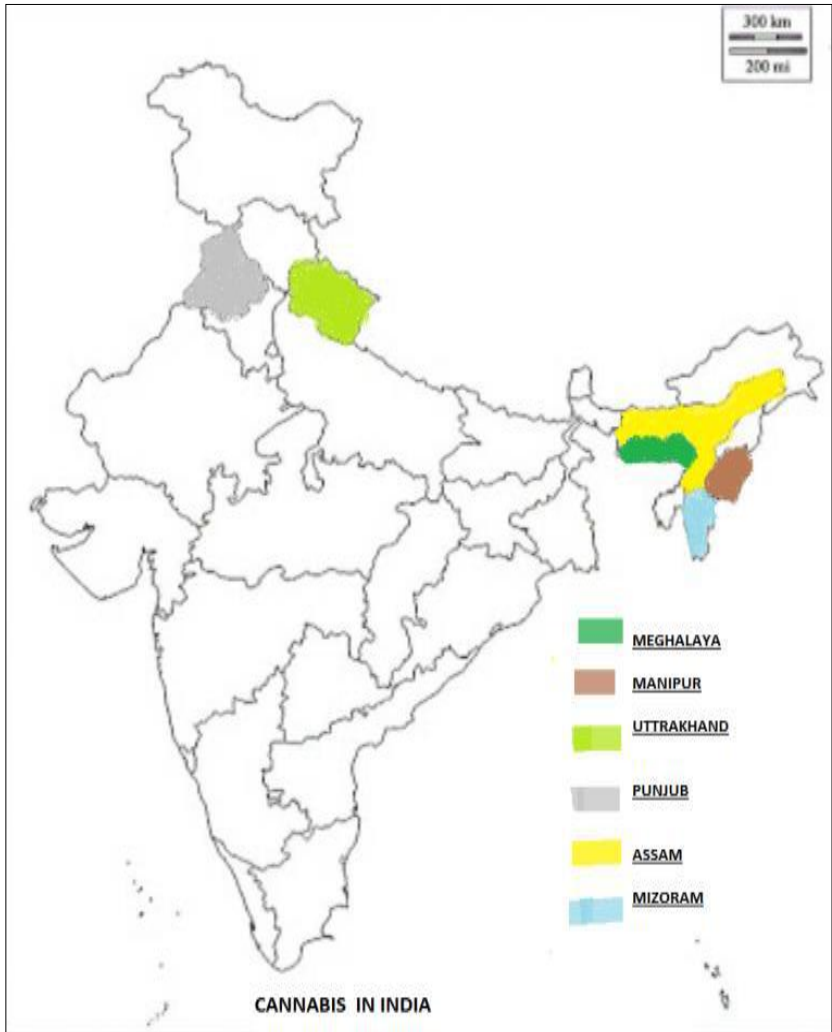 300 km
200 mi
MEGHALAYA
MANIPUR
UTTRAKHAND
PUNJUB
ASSAM
MIZORAM
CANNABIS IN INDIA